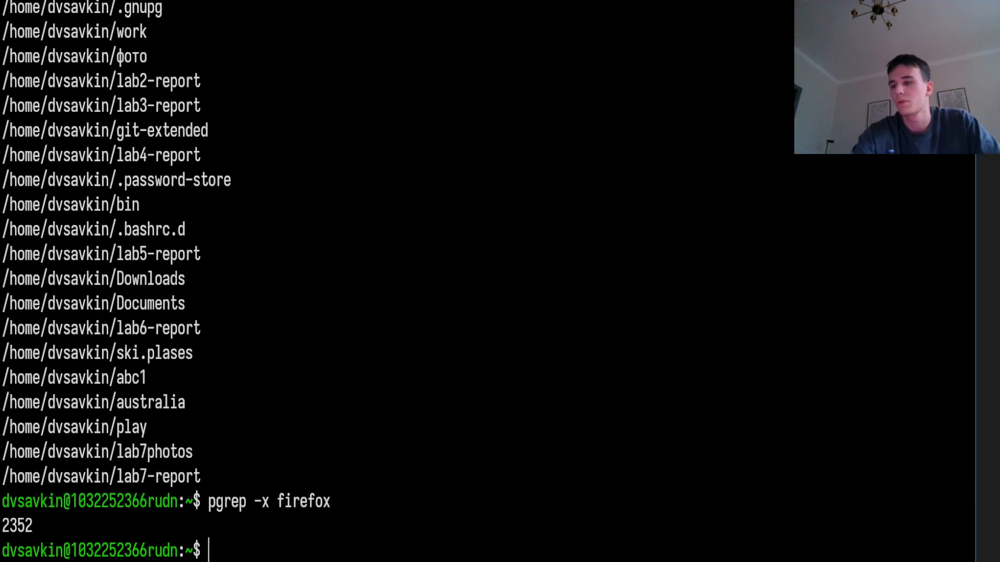 /home/dvsavkin/.gnupg
/home/dvsavkin/work
/home/dvsavkin/фото
/home/dvsavkin/lab2-report
/home/dvsavkin/lab3-report
/home/dvsavkin/git-extended
/home/dvsavkin/lab4-report
/home/dvsavkin/.password-store
/home/dvsavkin/bin
/home/dvsavkin/.bashrc.d
/home/dvsavkin/lab5-report
/home/dvsavkin/Downloads
/home/dvsavkin/Documents
/home/dvsavkin/lab6-report
/home/dvsavkin/ski.plases
/home/dvsavkin/abc1
/home/dvsavkin/australia
/home/dvsavkin/play
/home/dvsavkin/lab7photos
/home/dvsavkin/lab7-report
dvsavkin@1032252366rudn:~$ pgrep -x firefox
2352
dvsavkin@1032252366rudn:~$